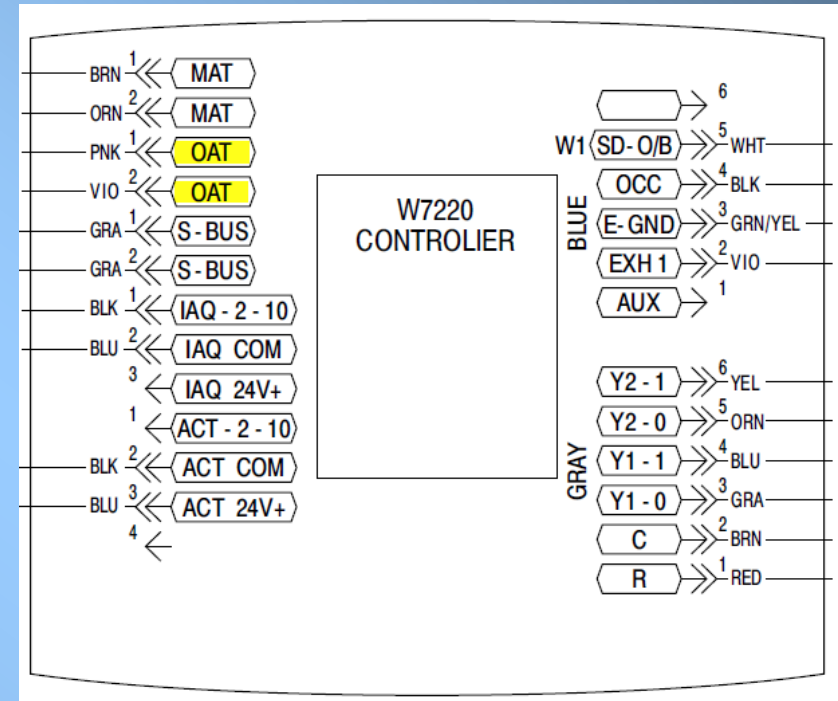 BRN 1 MAT
ORN 2 MAT
PNK 1 OAT
VIO 2 OAT
GRA 1 S-BUS
GRA 2 S-BUS
BLK 1 IAQ - 2 - 10
BLU 2 IAQ COM
3 IAQ 24V+
1 ACT - 2 - 10
BLK 2 ACT COM
BLU 3 ACT 24V+
4
W7220
CONTROLIER
BLUE
6
W1 SD-O/B 5 WHT
OCC 4 BLK
E-GND 3 GRN/YEL
EXH 1 2 VIO
AUX 1
GRAY
Y2 - 1 6 YEL
Y2 - 0 5 ORN
Y1 - 1 4 BLU
Y1 - 0 3 GRA
C 2 BRN
R 1 RED